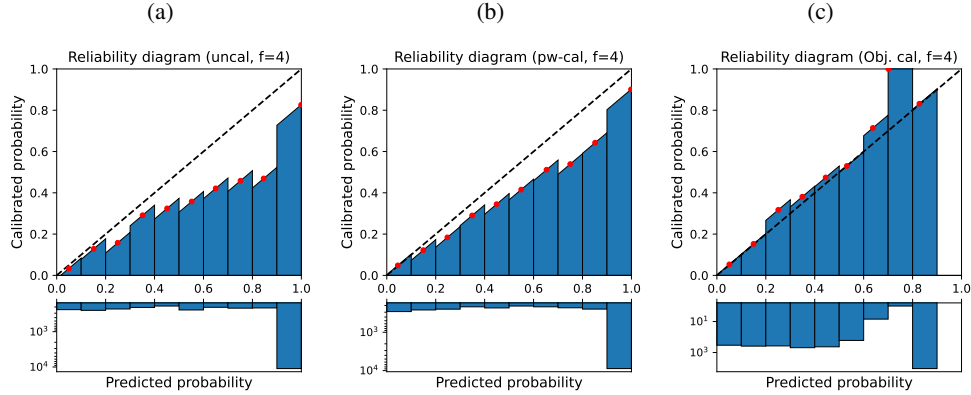 (a)
(b)
(c)
Reliability diagram (uncal, f=4)
Reliability diagram (pw-cal, f=4)
Reliability diagram (Obj. cal, f=4)
Calibrated probability
1.0
0.8
0.6
0.4
0.2
0.0
0.0 0.2 0.4 0.6 0.8 1.0
10³
10⁴
Predicted probability
Calibrated probability
1.0
0.8
0.6
0.4
0.2
0.0
0.0 0.2 0.4 0.6 0.8 1.0
10³
10⁴
Predicted probability
Calibrated probability
1.0
0.8
0.6
0.4
0.2
0.0
0.0 0.2 0.4 0.6 0.8 1.0
10¹
10³
Predicted probability